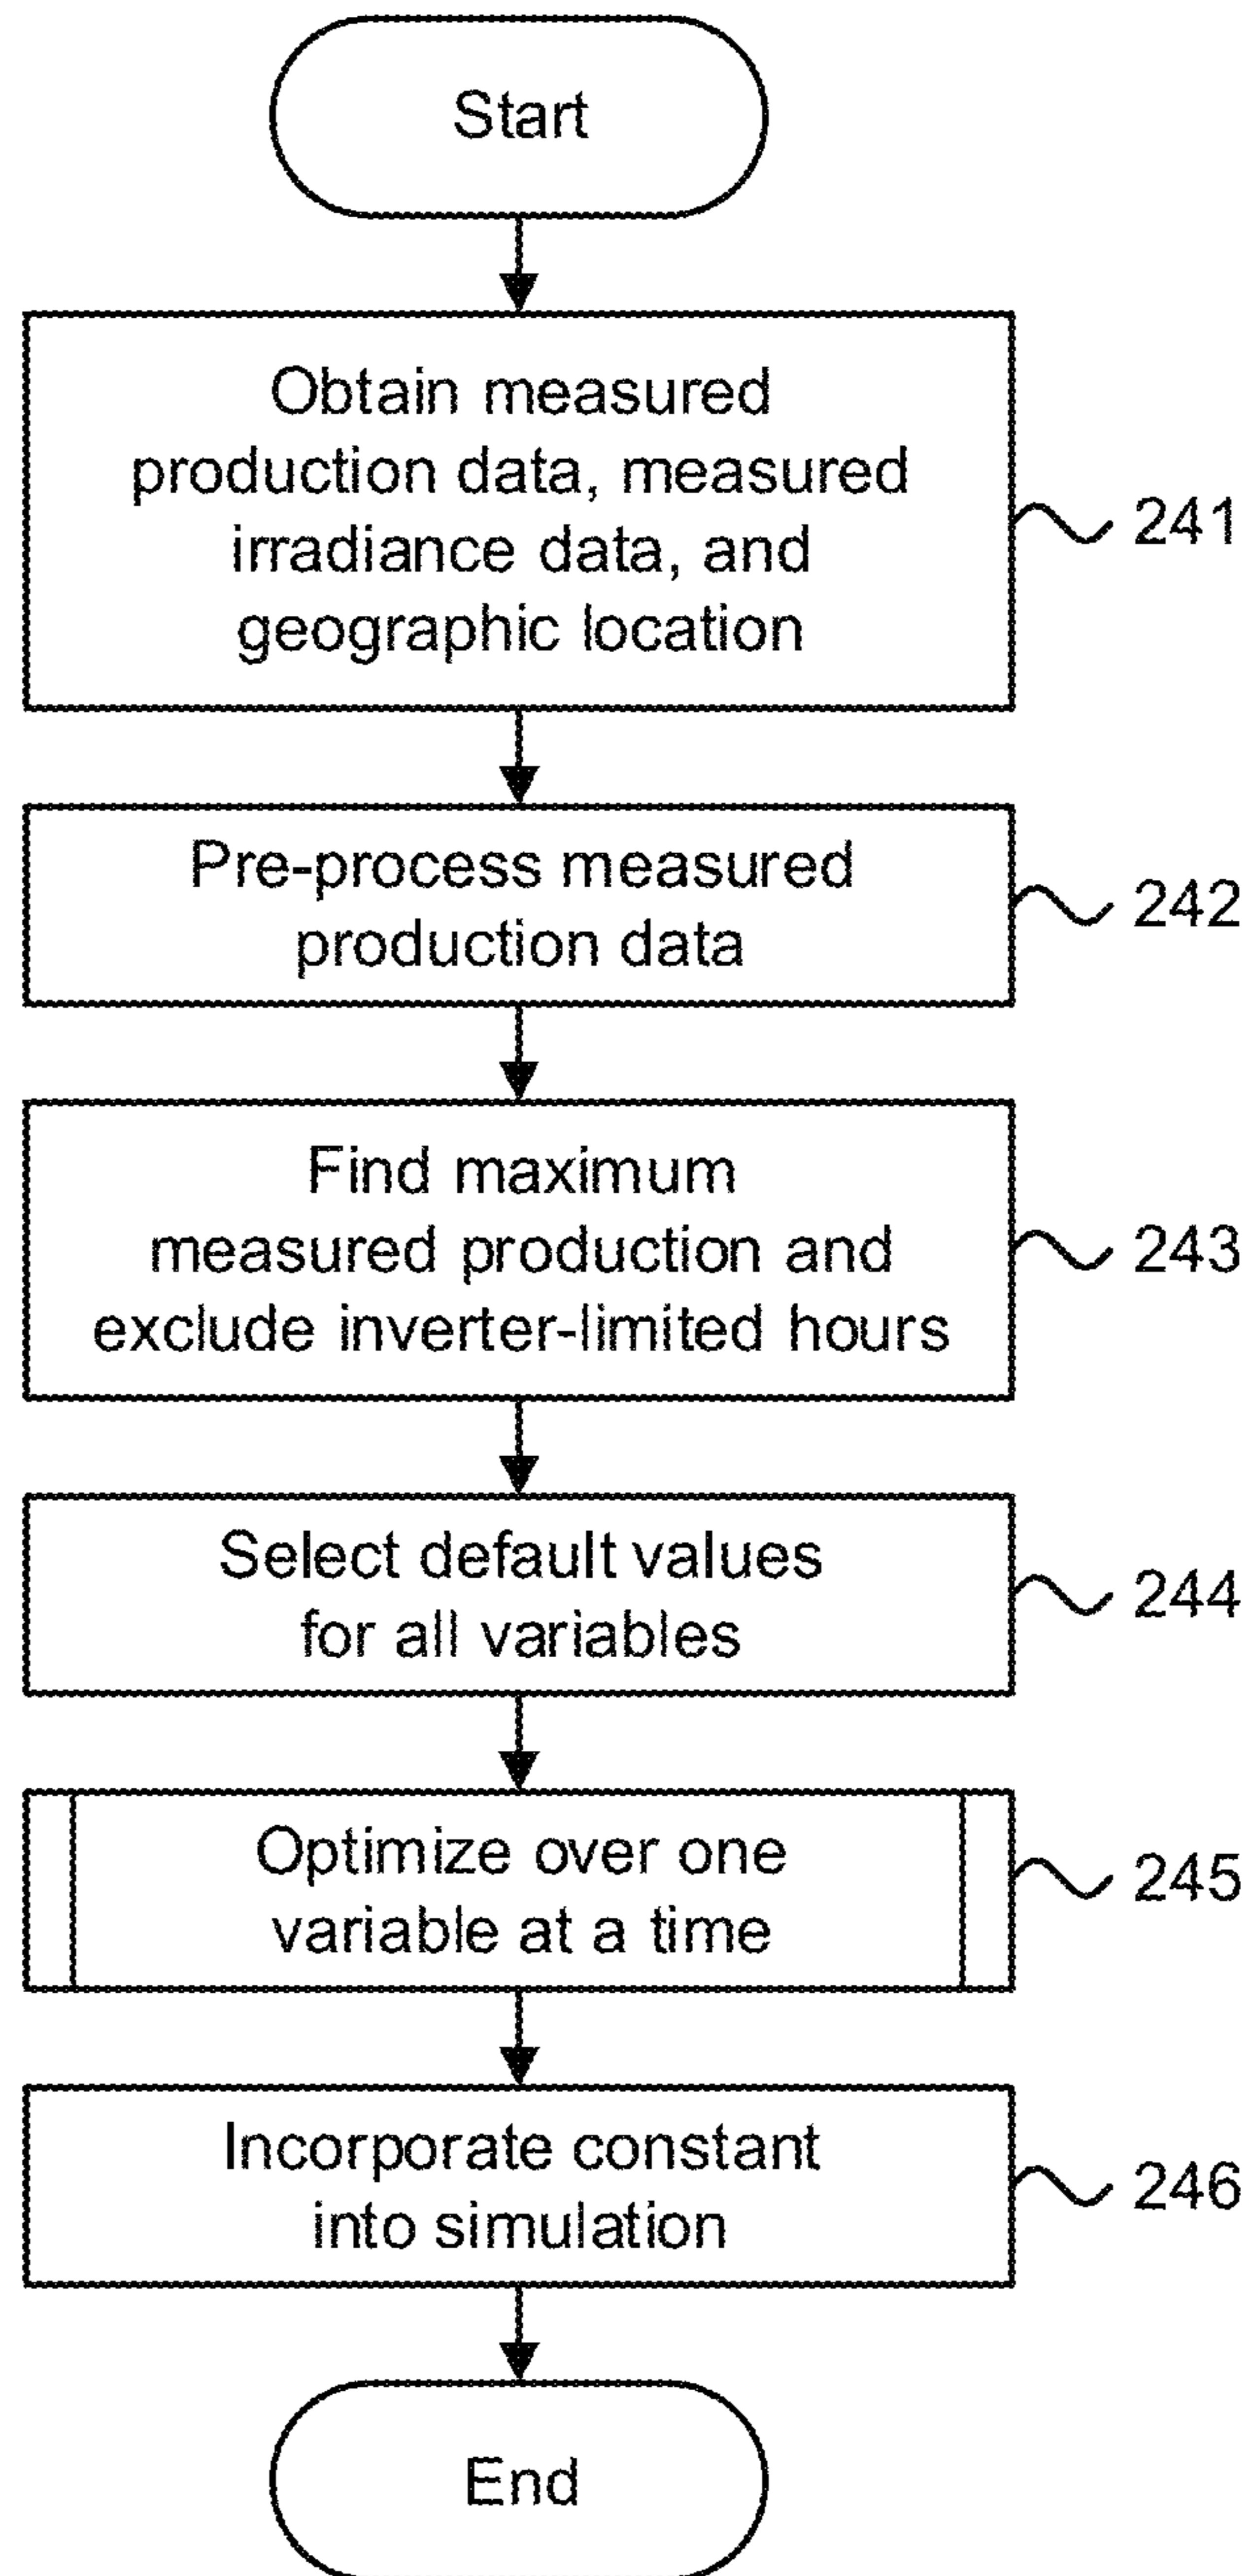 Start
Obtain measured
production data, measured
irradiance data, and
geographic location
241
Pre-process measured
production data
242
Find maximum
measured production and
exclude inverter-limited hours
243
Select default values
for all variables
244
Optimize over one
variable at a time
245
Incorporate constant
into simulation
246
End